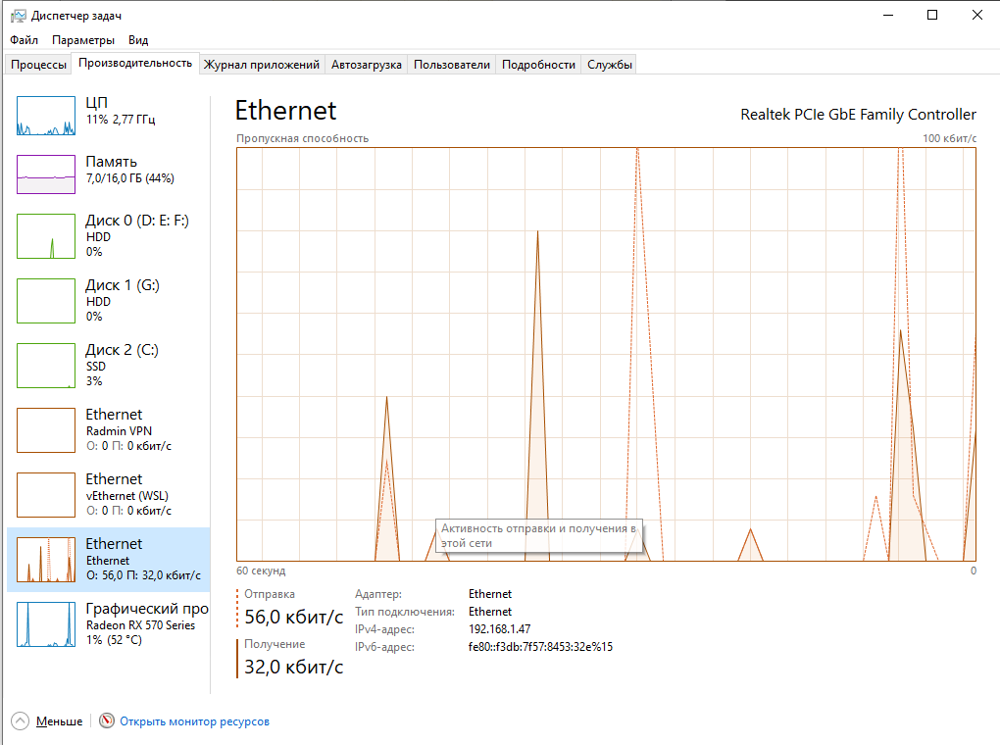 Диспетчер задач
Файл Параметры Вид
Процессы Производительность Журнал приложений Автозагрузка Пользователи Подробности Службы
ЦП
11% 2,77 ГГц
Память
7,0/16,0 ГБ (44%)
Диск 0 (D: E: F:)
HDD
0%
Диск 1 (G:)
HDD
0%
Диск 2 (C:)
SSD
3%
Ethernet
Radmin VPN
О: 0 П: 0 кбит/с
Ethernet
vEthernet (WSL)
О: 0 П: 0 кбит/с
Ethernet
Ethernet
О: 56,0 П: 32,0 кбит/с
Графический про
Radeon RX 570 Series
1% (52 °C)
Ethernet
Realtek PCIe GbE Family Controller
Пропускная способность
100 кбит/с
Активность отправки и получения в
этой сети
60 секунд
0
Отправка
56,0 кбит/с
Получение
32,0 кбит/с
Адаптер: Ethernet
Тип подключения: Ethernet
IPv4-адрес: 192.168.1.47
IPv6-адрес: fe80::f3db:7f57:8453:32e%15
Меньше
Открыть монитор ресурсов